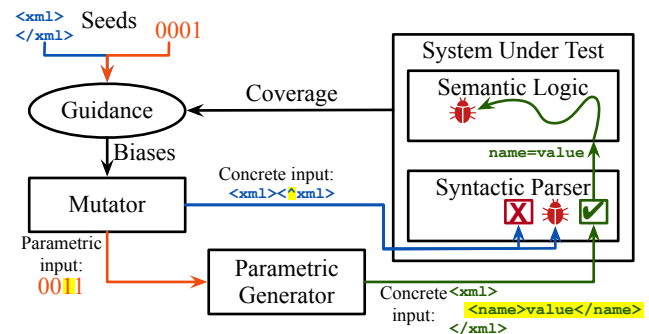 <xml>
</xml>
Seeds
0001
System Under Test
Guidance
Coverage
Semantic Logic
Biases
name=value
Mutator
Concrete input:
<xml><^xml>
Syntactic Parser
X
Parametric
input:
0011
Parametric
Generator
Concrete
input:
<xml>
<name>value</name>
</xml>